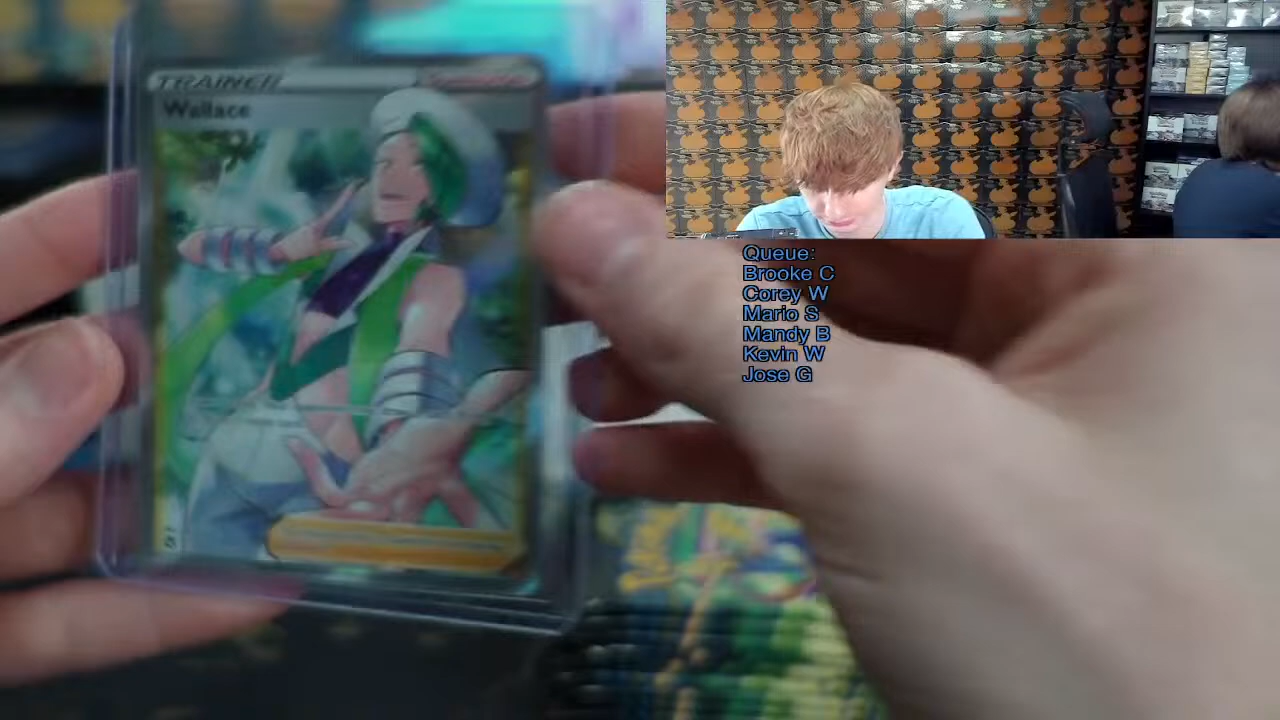 TRAINER
Wallace
Queue:
Brooke C
Corey W
Mario S
Mandy B
Kevin W
Jose G